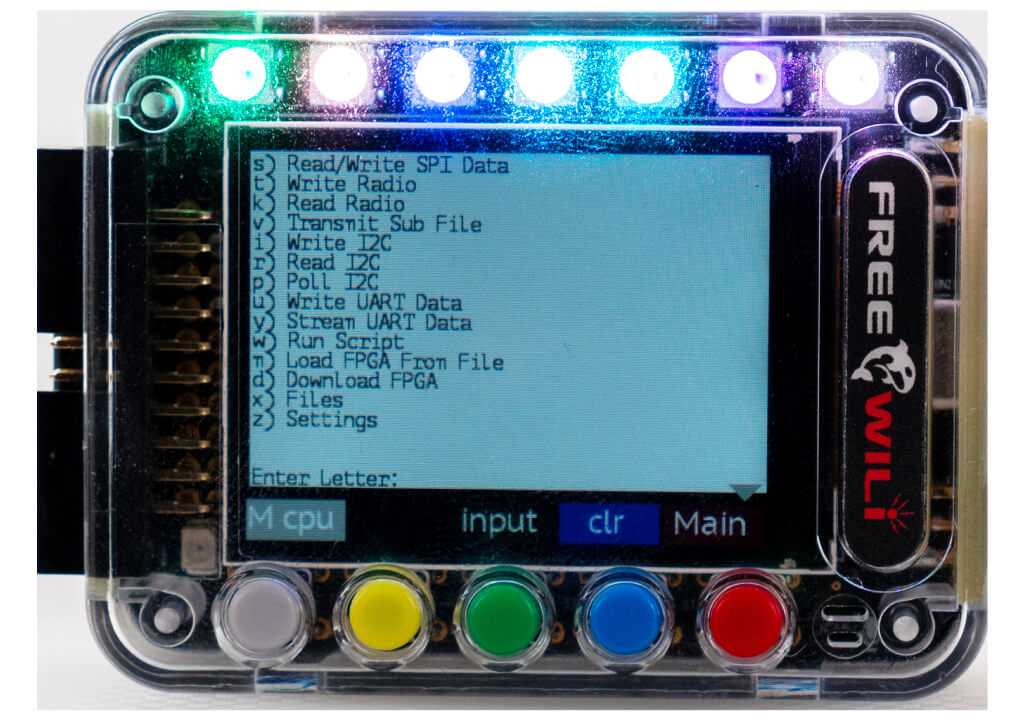 s) Read/Write SPI Data
t) Write Radio
k) Read Radio
v) Transmit Sub File
i) Write I2C
r) Read I2C
p) Poll I2C
u) Write UART Data
y) Stream UART Data
w) Run Script
m) Load FPGA From File
d) Download FPGA
x) Files
z) Settings
Enter Letter:
M cpu input clr Main
FREE WiLi